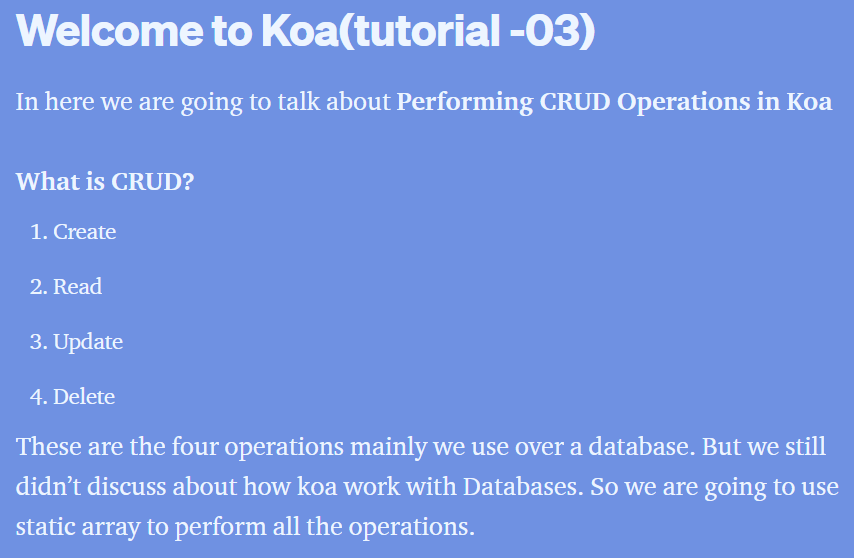 Welcome to Koa(tutorial -03)
In here we are going to talk about Performing CRUD Operations in Koa
What is CRUD?
1. Create
2. Read
3. Update
4. Delete
These are the four operations mainly we use over a database. But we still
didn’t discuss about how koa work with Databases. So we are going to use
static array to perform all the operations.